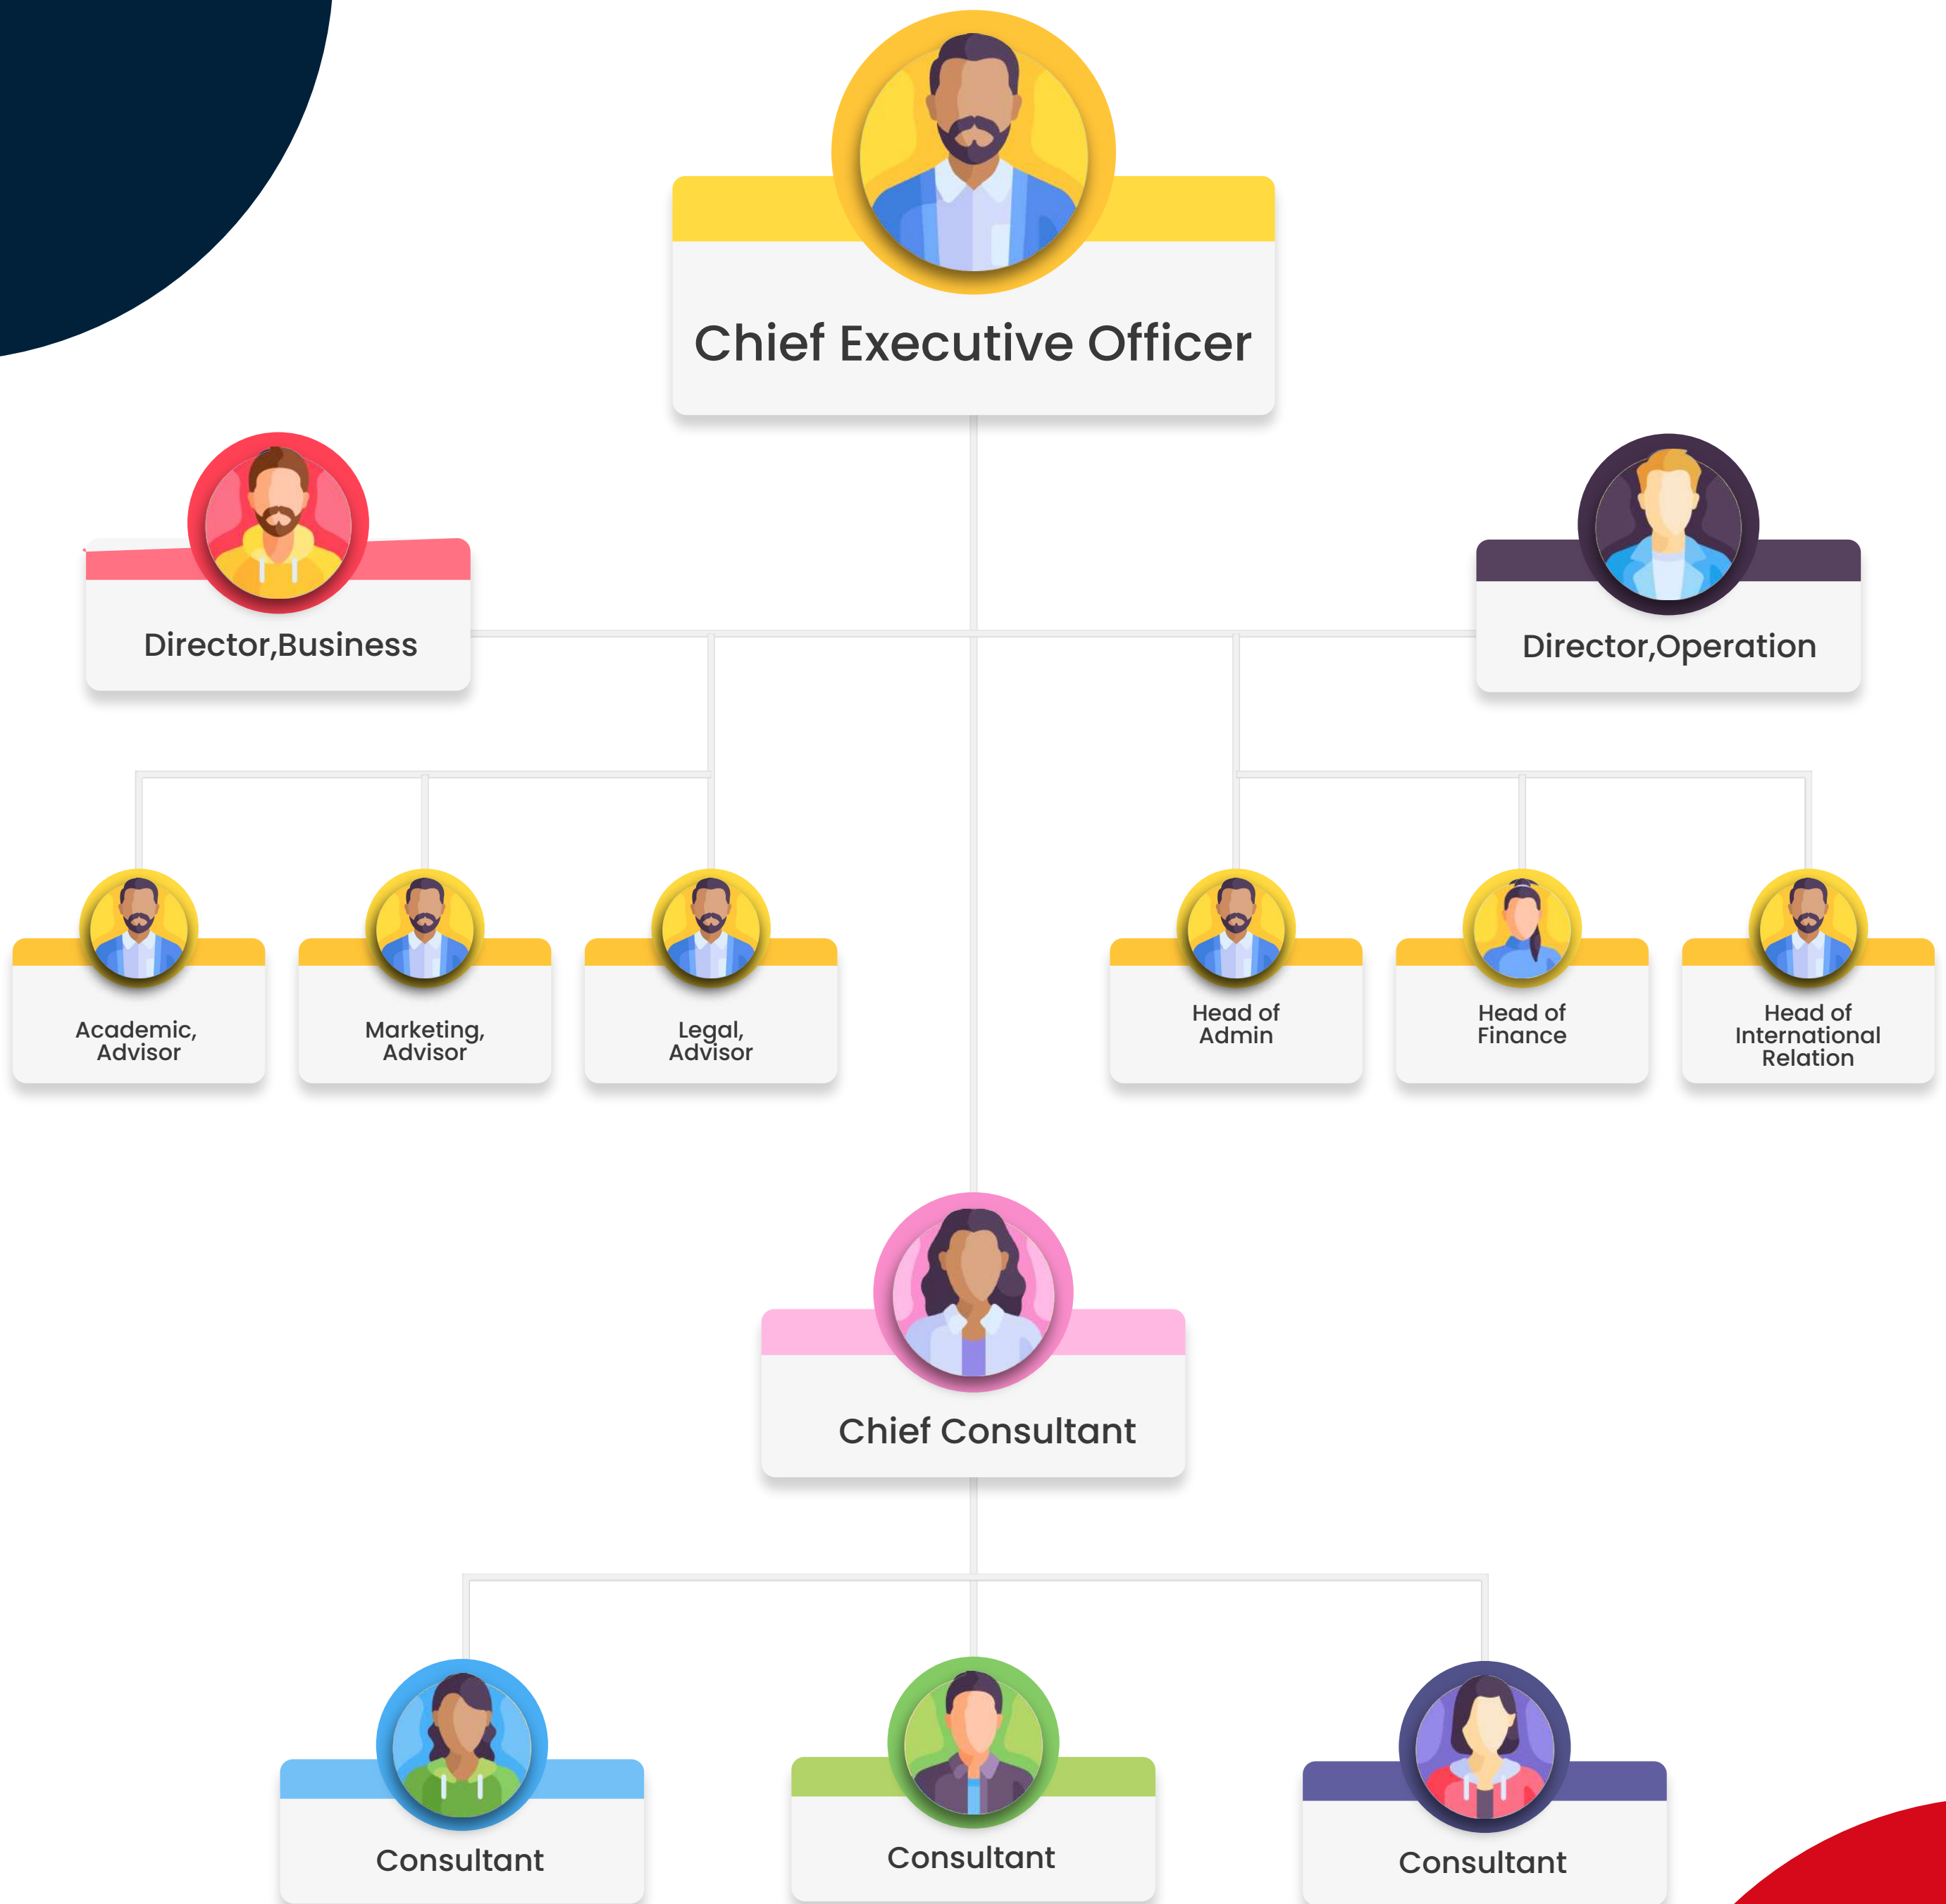 Chief Executive Officer
Director,Business
Director,Operation
Academic,
Advisor
Marketing,
Advisor
Legal,
Advisor
Head of
Admin
Head of
Finance
Head of
International
Relation
Chief Consultant
Consultant
Consultant
Consultant